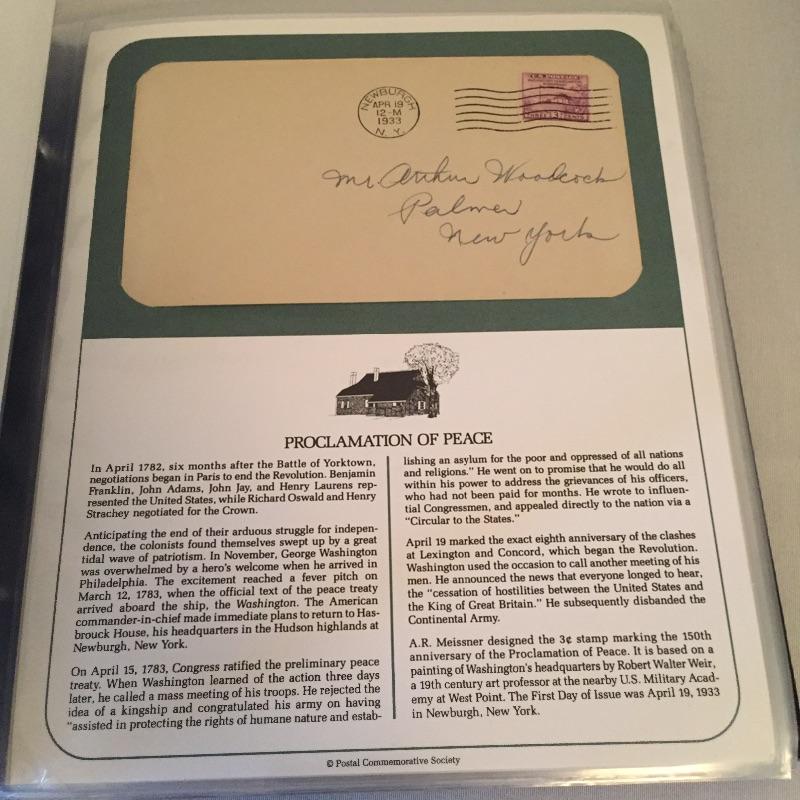 NEWBURGH
APR 19
12-M
1933
N.Y.
U.S. POSTAGE
THREE 3 CENTS
Mr. Arthur Woodcock
Palmer
New York
PROCLAMATION OF PEACE
In April 1782, six months after the Battle of Yorktown,
negotiations began in Paris to end the Revolution. Benjamin
Franklin, John Adams, John Jay, and Henry Laurens rep-
resented the United States, while Richard Oswald and Henry
Strachey negotiated for the Crown.
Anticipating the end of their arduous struggle for indepen-
dence, the colonists found themselves swept up by a great
tidal wave of patriotism. In November, George Washington
was overwhelmed by a hero's welcome when he arrived in
Philadelphia. The excitement reached a fever pitch on
March 12, 1783, when the official text of the peace treaty
arrived aboard the ship, the Washington. The American
commander-in-chief made immediate plans to return to Has-
brouck House, his headquarters in the Hudson highlands at
Newburgh, New York.
On April 15, 1783, Congress ratified the preliminary peace
treaty. When Washington learned of the action three days
later, he called a mass meeting of his troops. He rejected the
idea of a kingship and congratulated his army on having
"assisted in protecting the rights of humane nature and estab-
lishing an asylum for the poor and oppressed of all nations
and religions." He went on to promise that he would do all
within his power to address the grievances of his officers,
who had not been paid for months. He wrote to influen-
tial Congressmen, and appealed directly to the nation via a
"Circular to the States."
April 19 marked the exact eighth anniversary of the clashes
at Lexington and Concord, which began the Revolution.
Washington used the occasion to call another meeting of his
men. He announced the news that everyone longed to hear,
the "cessation of hostilities between the United States and
the King of Great Britain." He subsequently disbanded the
Continental Army.
A.R. Meissner designed the 3¢ stamp marking the 150th
anniversary of the Proclamation of Peace. It is based on a
painting of Washington's headquarters by Robert Walter Weir,
a 19th century art professor at the nearby U.S. Military Acad-
emy at West Point. The First Day of Issue was April 19, 1933
in Newburgh, New York.
© Postal Commemorative Society